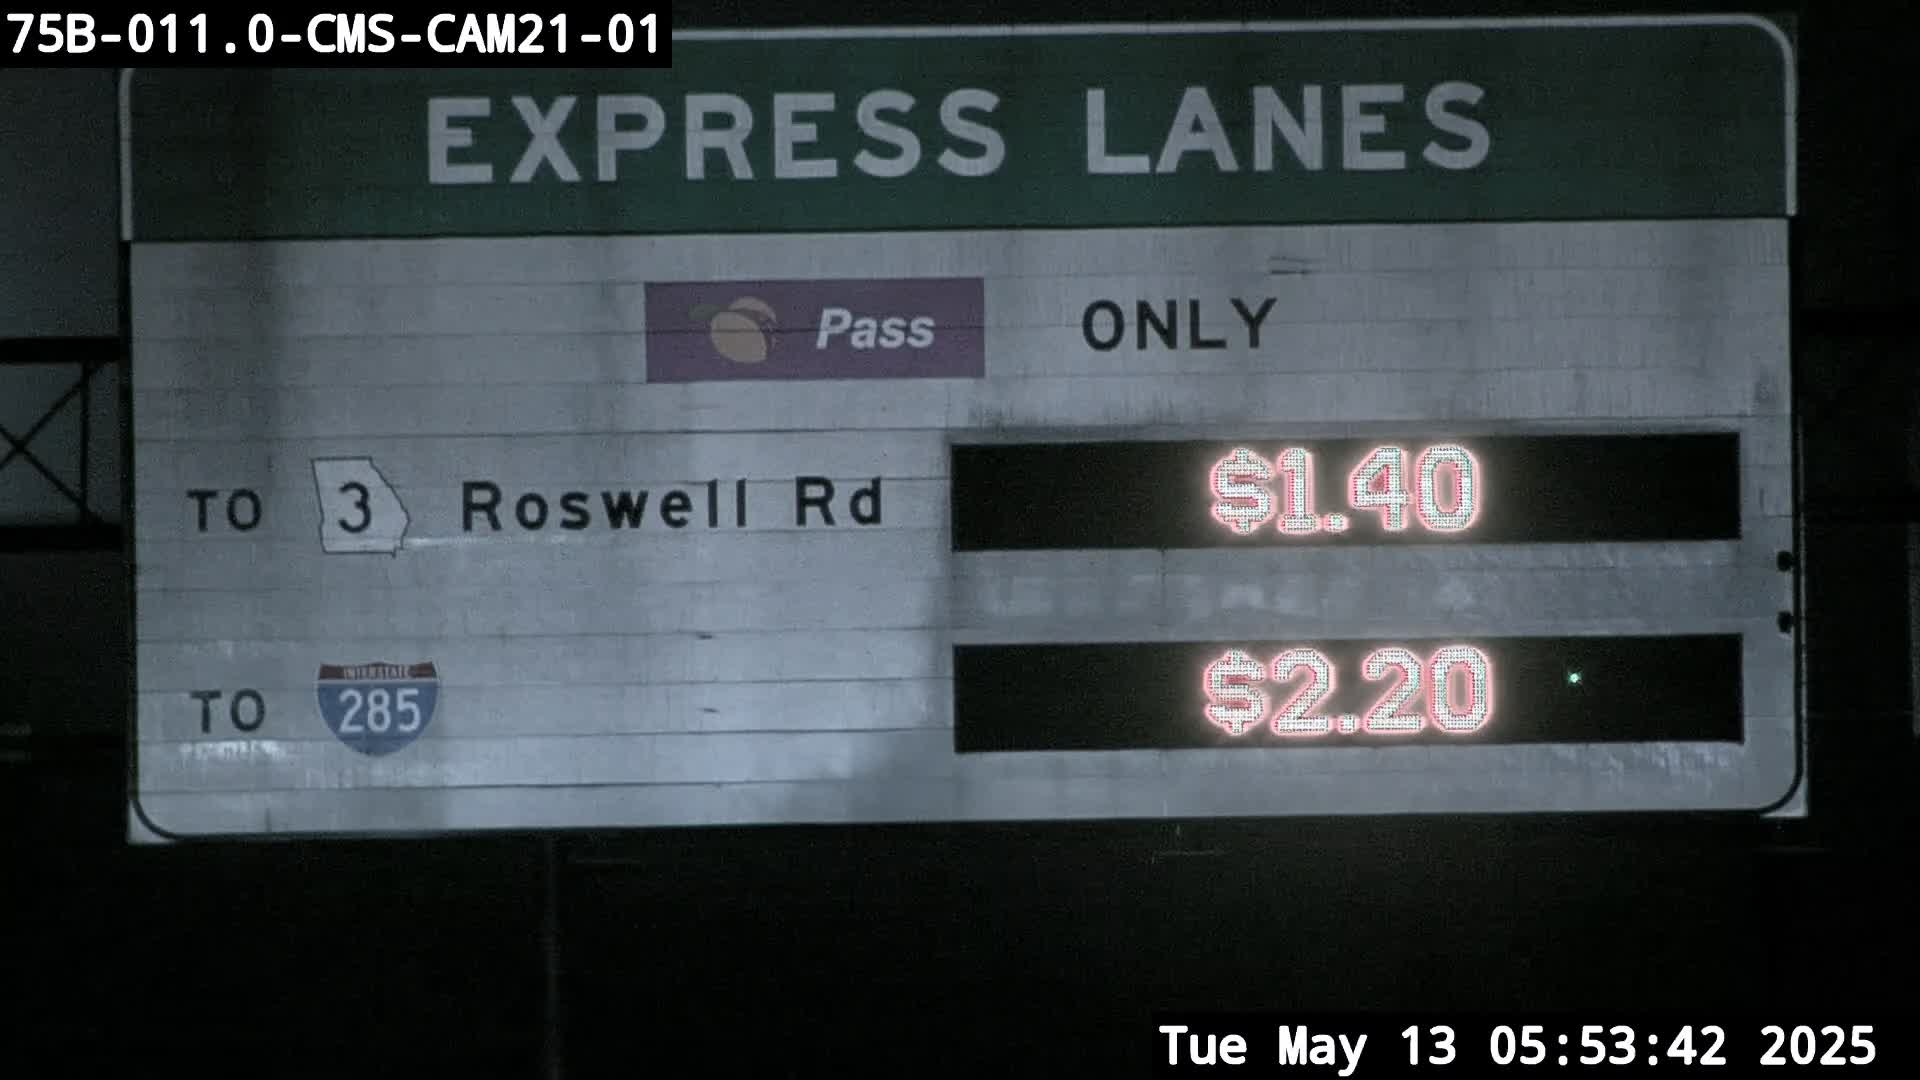 75B-011.0-CMS-CAM21-01
EXPRESS LANES
Pass ONLY
TO 3 Roswell Rd $1.40
INTERSTATE
TO 285 $2.20
Tue May 13 05:53:42 2025